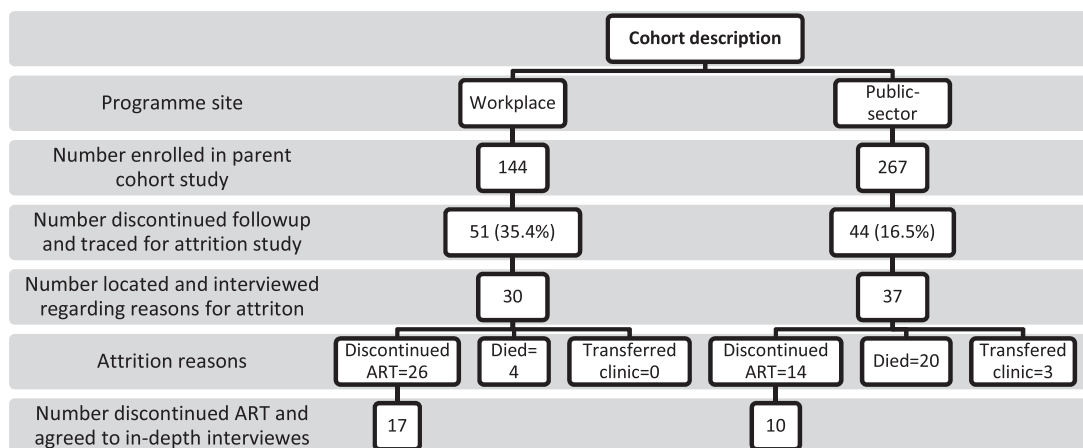 Cohort description
Programme site
Workplace
Public-
sector
Number enrolled in parent
cohort study
144
267
Number discontinued followup
and traced for attrition study
51 (35.4%)
44 (16.5%)
Number located and interviewed
regarding reasons for attriton
30
37
Attrition reasons
Discontinued
ART=26
Died=
4
Transferred
clinic=0
Discontinued
ART=14
Died=20
Transfered
clinic=3
Number discontinued ART and
agreed to in-depth interviewes
17
10